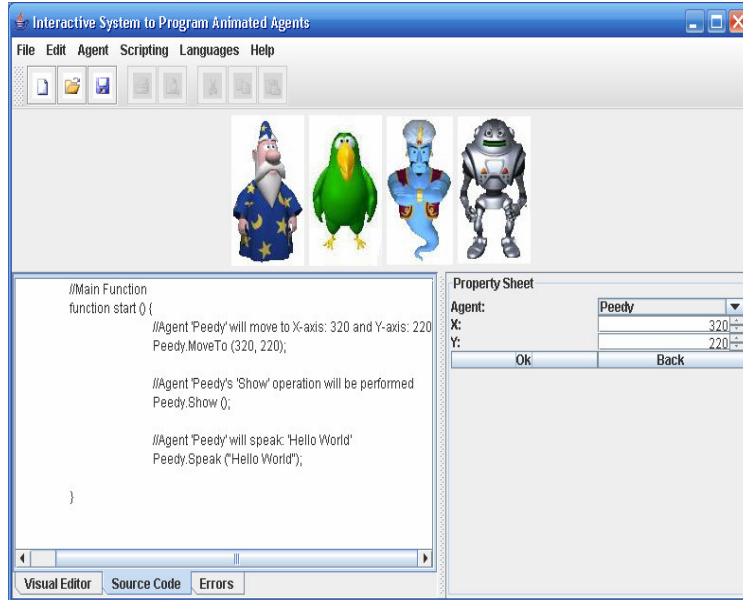 Interactive System to Program Animated Agents
File Edit Agent Scripting Languages Help
//Main Function
function start () {
//Agent 'Peedy' will move to X-axis: 320 and Y-axis: 220
Peedy.MoveTo (320, 220);
//Agent 'Peedy's 'Show' operation will be performed
Peedy.Show ();
//Agent 'Peedy' will speak: 'Hello World'
Peedy.Speak ("Hello World");
}
Visual Editor Source Code Errors
Property Sheet
Agent: Peedy
X: 320
Y: 220
Ok Back